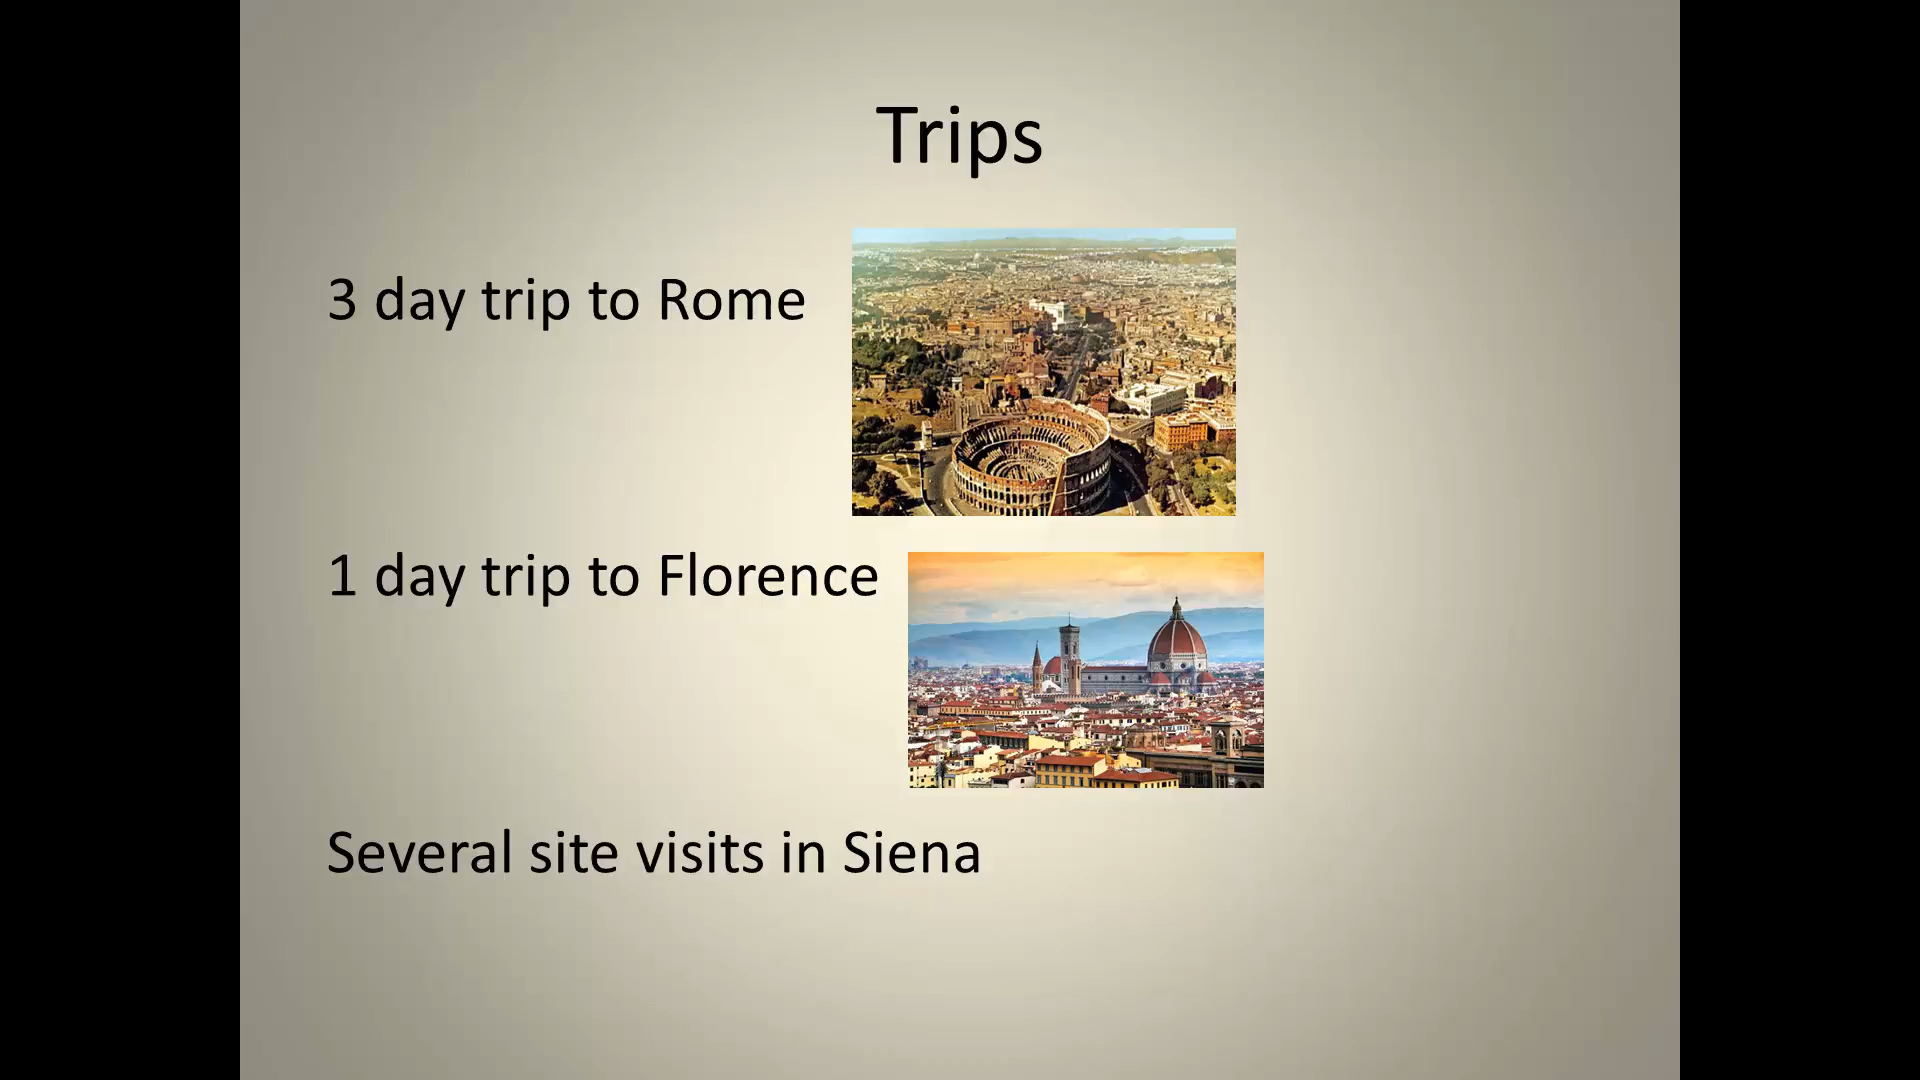 Trips
3 day trip to Rome
1 day trip to Florence
Several site visits in Siena